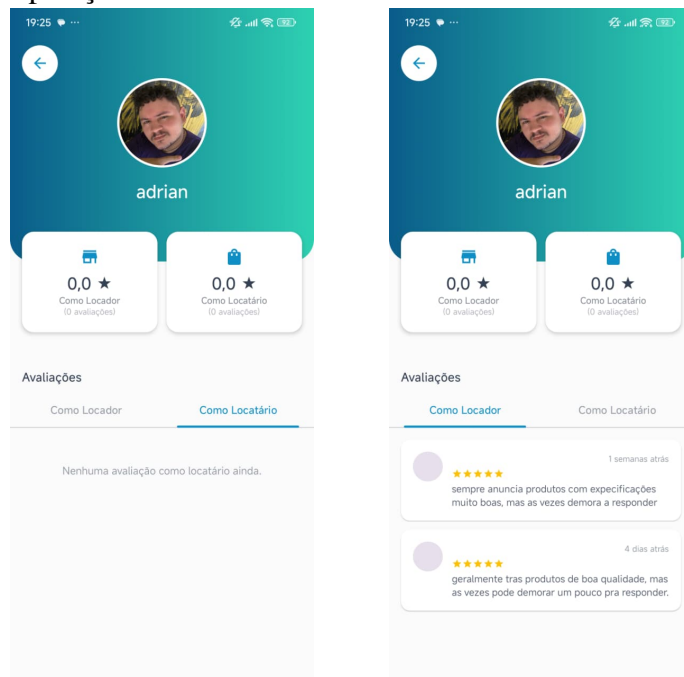 19:25
92
adrian
0,0 ★
Como Locador
(0 avaliações)
0,0 ★
Como Locatário
(0 avaliações)
Avaliações
Como Locador
Como Locatário
Nenhuma avaliação como locatário ainda.
19:25
92
adrian
0,0 ★
Como Locador
(0 avaliações)
0,0 ★
Como Locatário
(0 avaliações)
Avaliações
Como Locador
Como Locatário
1 semanas atrás
sempre anuncia produtos com expecificações
muito boas, mas as vezes demora a responder
4 dias atrás
geralmente tras produtos de boa qualidade, mas
as vezes pode demorar um pouco pra responder.